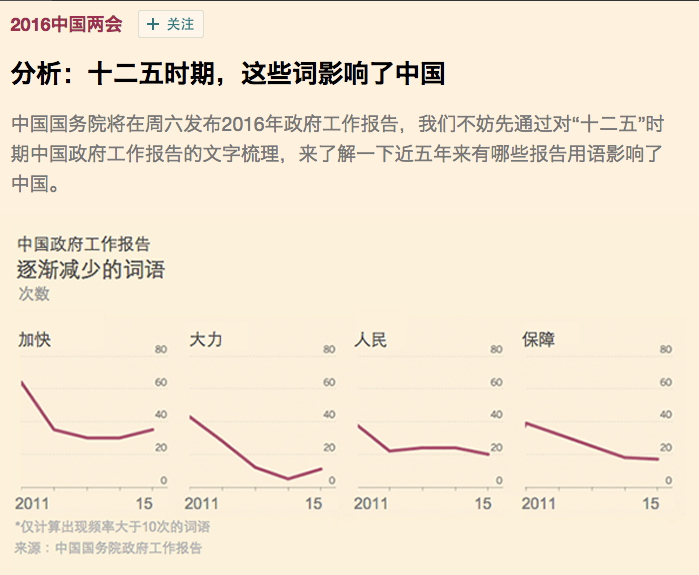 2016中国两会 + 关注
分析：十二五时期，这些词影响了中国
中国国务院将在周六发布2016年政府工作报告，我们不妨先通过对“十二五”时
期中国政府工作报告的文字梳理，来了解一下近五年来有哪些报告用语影响了
中国。
中国政府工作报告
逐渐减少的词语
次数
加快 大力 人民 保障
80 80 80 80
60 60 60 60
40 40 40 40
20 20 20 20
0 0 0 0
2011 15 2011 15 2011 15 2011 15
*仅计算出现频率大于10次的词语
来源：中国国务院政府工作报告